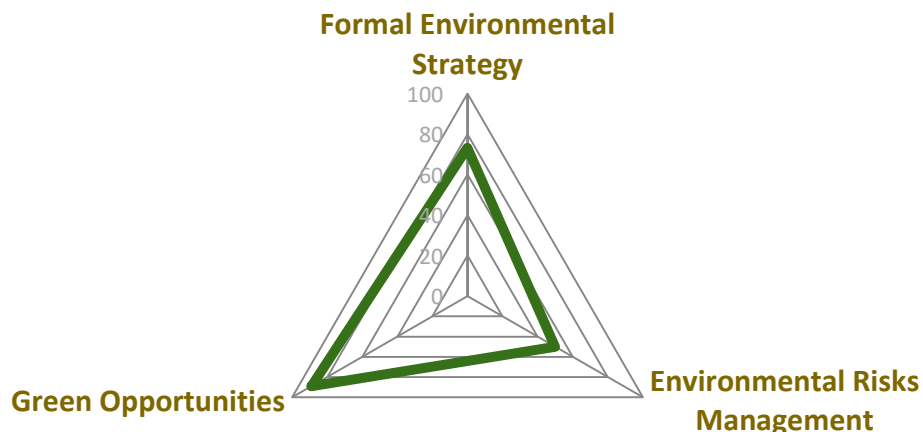 Formal Environmental
Strategy
100
80
60
40
20
0
Green Opportunities
Environmental Risks
Management